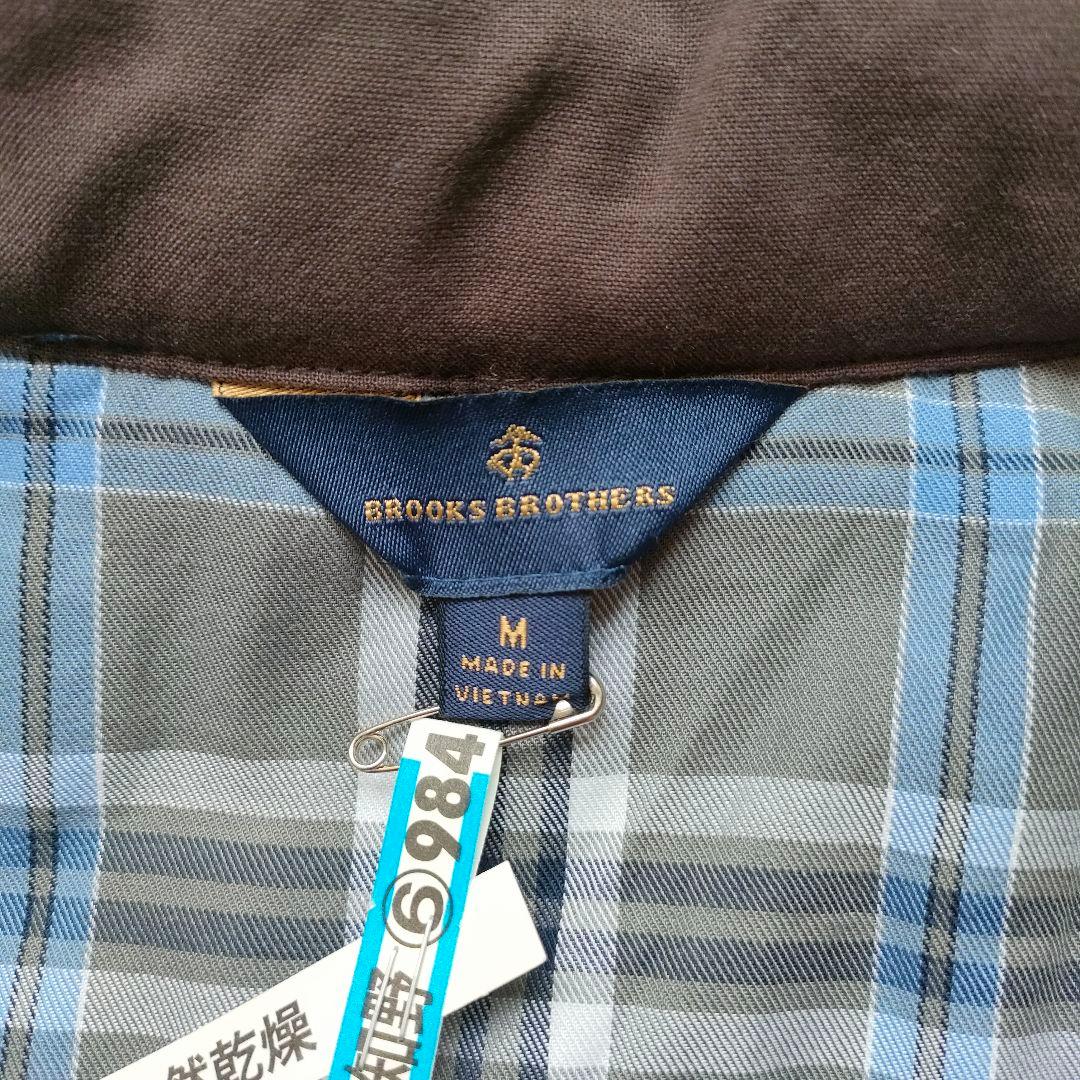 BROOKS BROTHERS
M
MADE IN
VIETNAM
⑥984
然乾燥